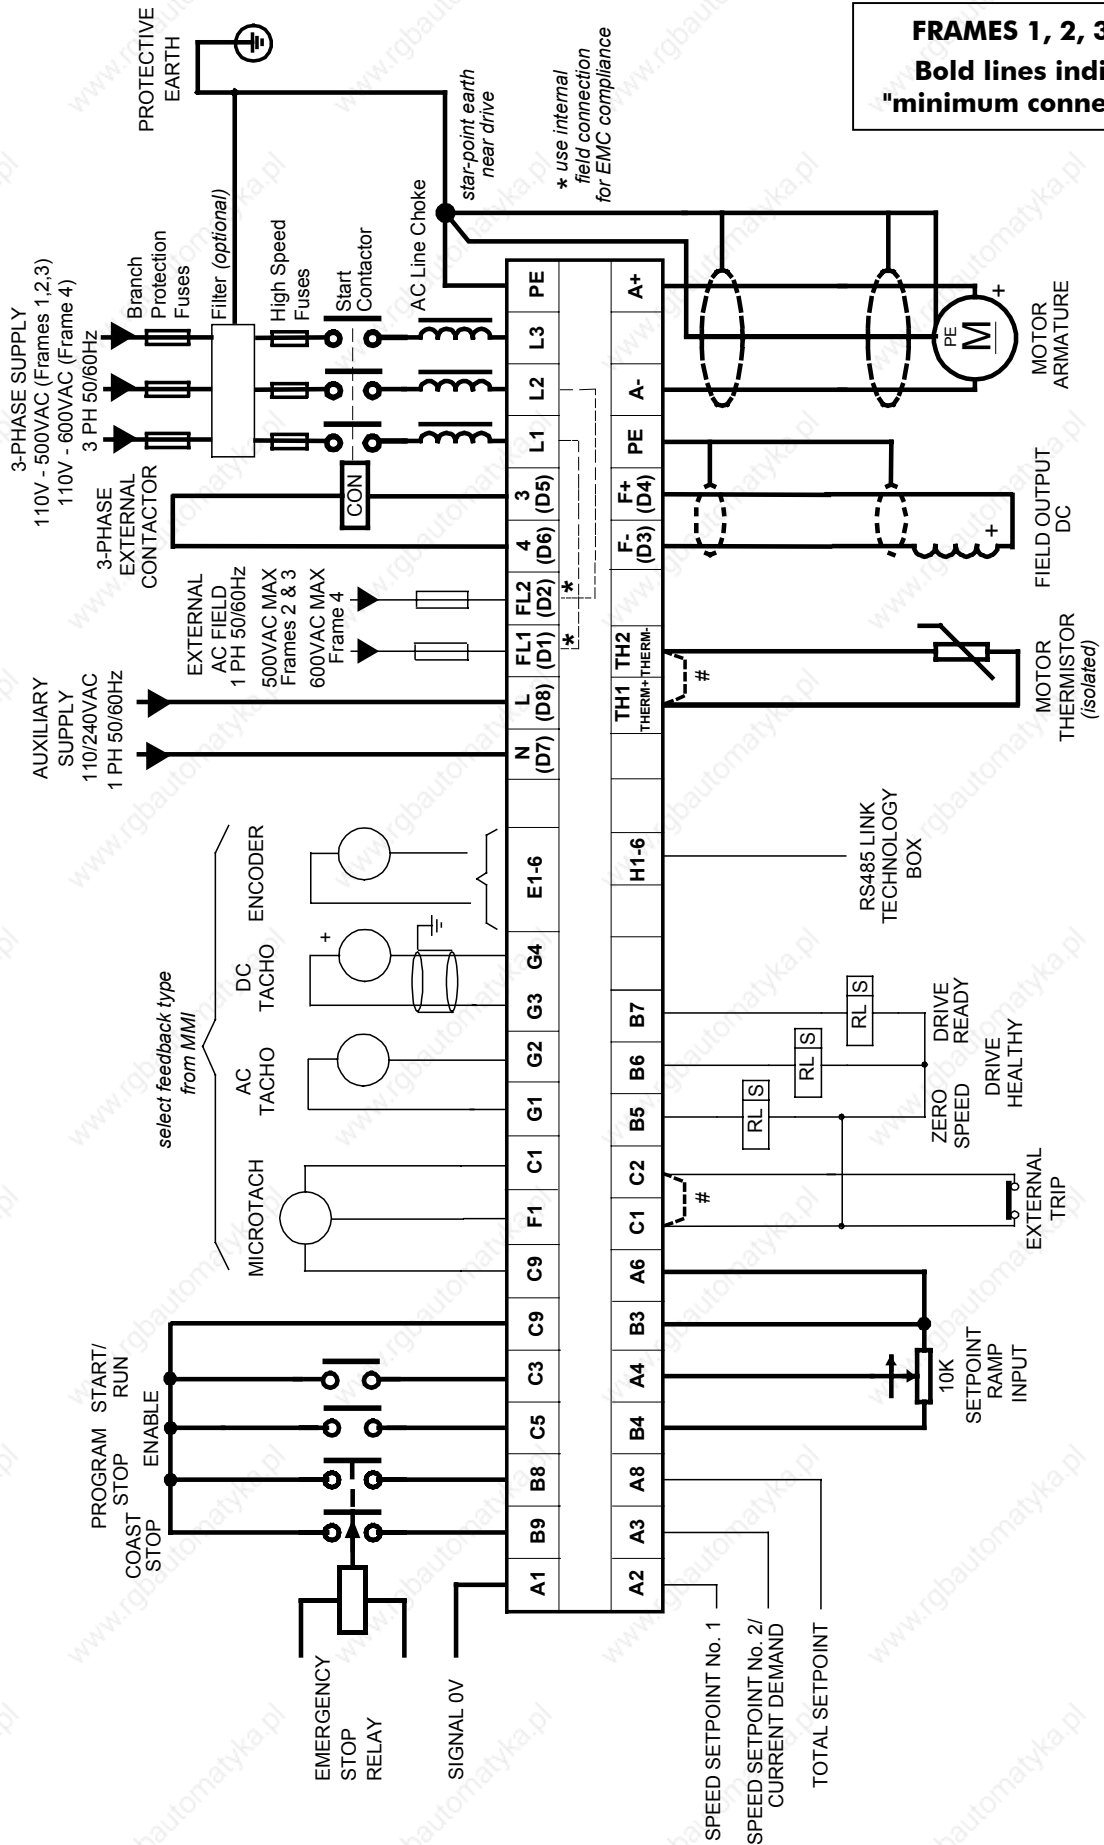 FRAMES 1, 2, 3
Bold lines indi
"minimum conne
PROTECTIVE
EARTH
star-point earth
near drive
* use internal
field connection
for EMC compliance
3-PHASE SUPPLY
110V - 500VAC (Frames 1,2,3)
110V - 600VAC (Frame 4)
3 PH 50/60Hz
Branch
Protection
Fuses
Filter (optional)
High Speed
Fuses
Start
Contactor
AC Line Choke
3-PHASE
EXTERNAL
CONTACTOR
CON
EXTERNAL
AC FIELD
1 PH 50/60Hz
500VAC MAX
Frames 2 & 3
600VAC MAX
Frame 4
AUXILIARY
SUPPLY
110/240VAC
1 PH 50/60Hz
select feedback type
from MMI
ENCODER
DC
TACHO
+
AC
TACHO
MICROTACH
START/
RUN
ENABLE
PROGRAM
STOP
COAST
STOP
EMERGENCY
STOP
RELAY
SIGNAL 0V
A1
B9
B8
C5
C3
C9
C9
F1
C1
G1
G2
G3
G4
E1-6
N
(D7)
L
(D8)
FL1
(D1)
*
FL2
(D2)
*
4
(D6)
3
(D5)
L1
L2
L3
PE
A2
A3
A8
B4
A4
B3
A6
C1
C2
B5
B6
B7
H1-6
TH1
THERM+
TH2
THERM-
F-
(D3)
F+
(D4)
PE
A-
A+
SPEED SETPOINT No. 1
SPEED SETPOINT No. 2/
CURRENT DEMAND
TOTAL SETPOINT
10K
SETPOINT
RAMP
INPUT
#
EXTERNAL
TRIP
RL S
RL S
RL S
ZERO
SPEED
DRIVE
HEALTHY
DRIVE
READY
RS485 LINK
TECHNOLOGY
BOX
#
MOTOR
THERMISTOR
(isolated)
+
FIELD OUTPUT
DC
PE
M
+
MOTOR
ARMATURE
www.rgbautomatyka.pl